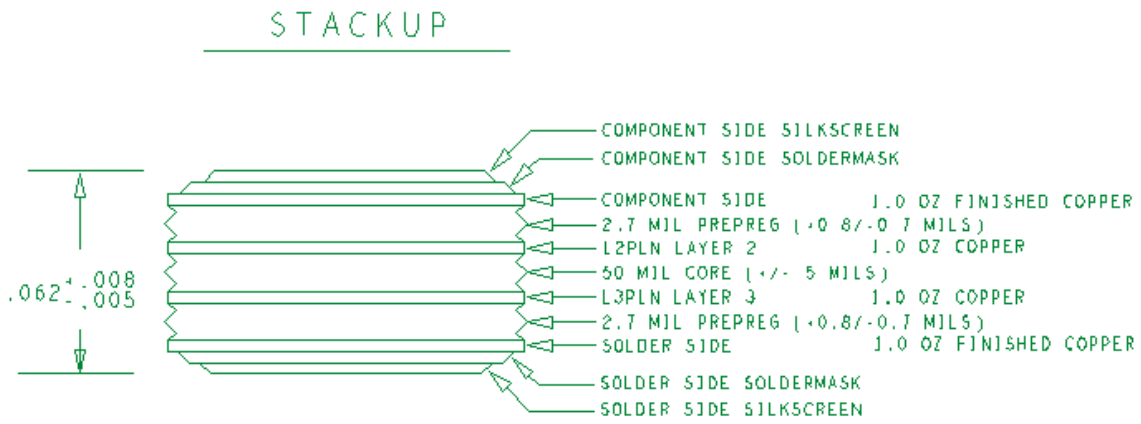 STACKUP
COMPONENT SIDE SILKSCREEN
COMPONENT SIDE SOLDERMASK
COMPONENT SIDE 1.0 OZ FINISHED COPPER
2.7 MIL PREPREG (+0.8/-0.7 MILS)
L2PLN LAYER 2 1.0 OZ COPPER
50 MIL CORE (+/- 5 MILS)
.062 +.008 -.005
L3PLN LAYER 3 1.0 OZ COPPER
2.7 MIL PREPREG (+0.8/-0.7 MILS)
SOLDER SIDE 1.0 OZ FINISHED COPPER
SOLDER SIDE SOLDERMASK
SOLDER SIDE SILKSCREEN